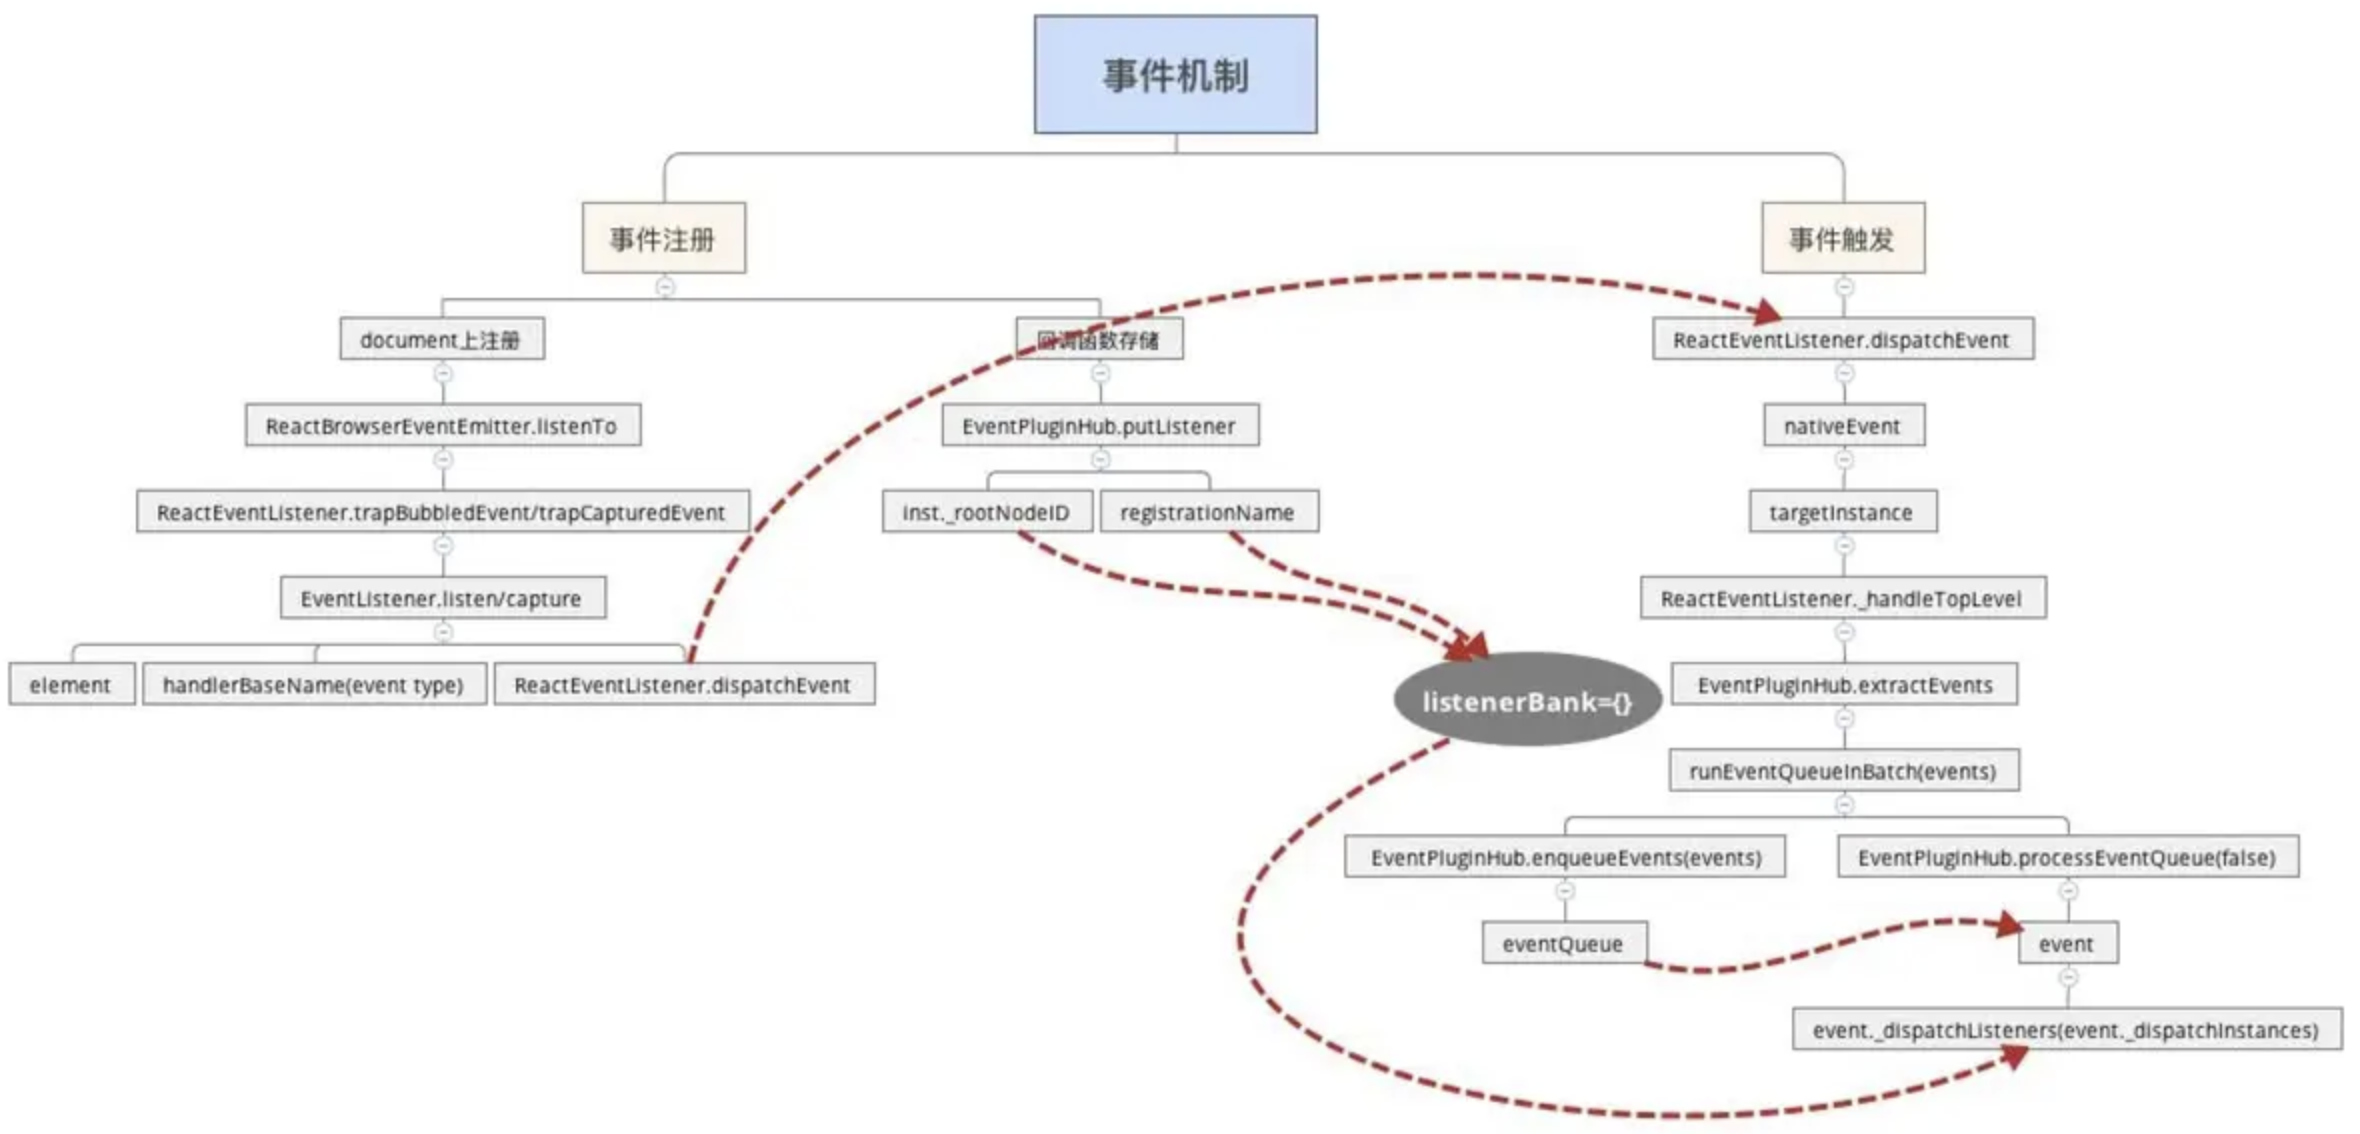 事件机制
事件注册
事件触发
document上注册
回调函数存储
ReactEventListener.dispatchEvent
ReactBrowserEventEmitter.listenTo
EventPluginHub.putListener
nativeEvent
ReactEventListener.trapBubbledEvent/trapCapturedEvent
inst._rootNodeID
registrationName
targetInstance
EventListener.listen/capture
ReactEventListener._handleTopLevel
element
handlerBaseName(event type)
ReactEventListener.dispatchEvent
listenerBank={}
EventPluginHub.extractEvents
runEventQueueInBatch(events)
EventPluginHub.enqueueEvents(events)
EventPluginHub.processEventQueue(false)
eventQueue
event
event._dispatchListeners(event._dispatchInstances)